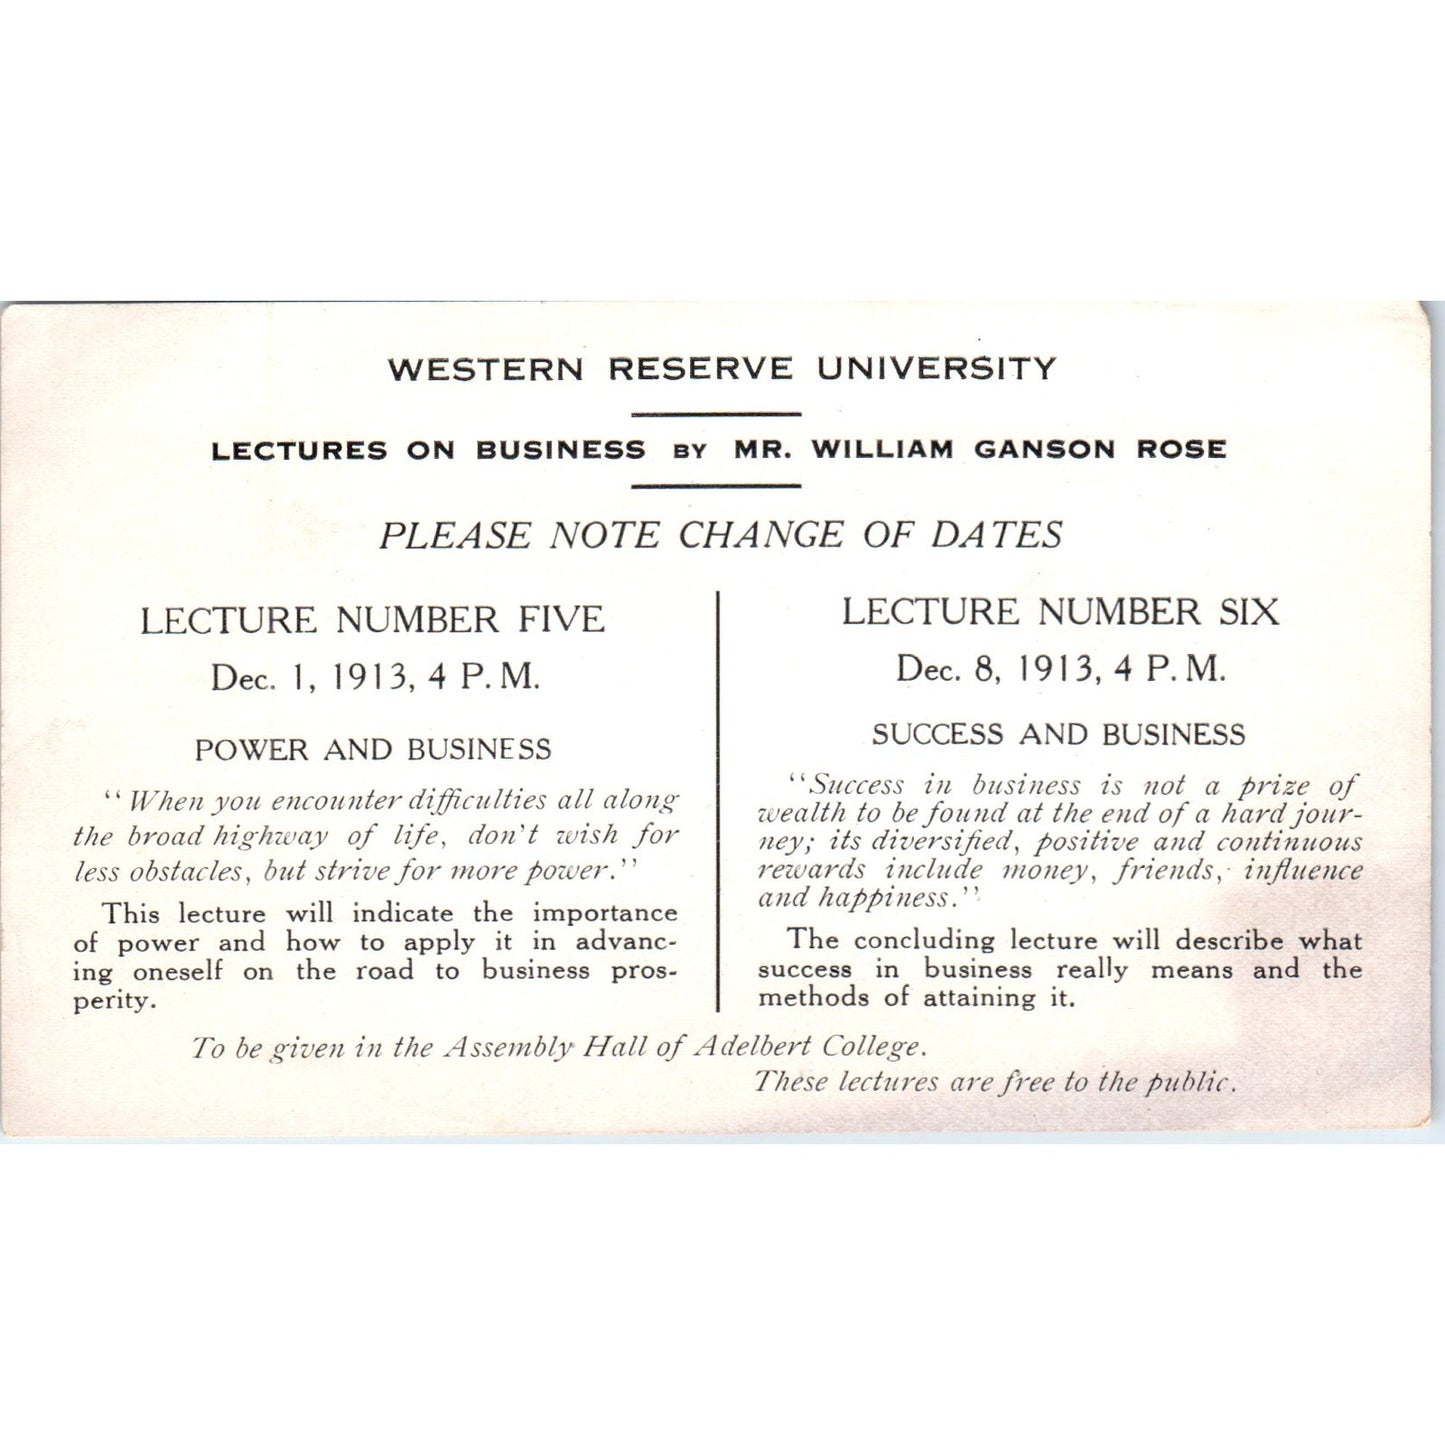 WESTERN RESERVE UNIVERSITY
LECTURES ON BUSINESS BY MR. WILLIAM GANSON ROSE
PLEASE NOTE CHANGE OF DATES
LECTURE NUMBER FIVE
Dec. 1, 1913, 4 P. M.
POWER AND BUSINESS
“When you encounter difficulties all along
the broad highway of life, don't wish for
less obstacles, but strive for more power.”
This lecture will indicate the importance
of power and how to apply it in advanc-
ing oneself on the road to business pros-
perity.
LECTURE NUMBER SIX
Dec. 8, 1913, 4 P. M.
SUCCESS AND BUSINESS
“Success in business is not a prize of
wealth to be found at the end of a hard jour-
ney; its diversified, positive and continuous
rewards include money, friends, influence
and happiness.”
The concluding lecture will describe what
success in business really means and the
methods of attaining it.
To be given in the Assembly Hall of Adelbert College.
These lectures are free to the public.